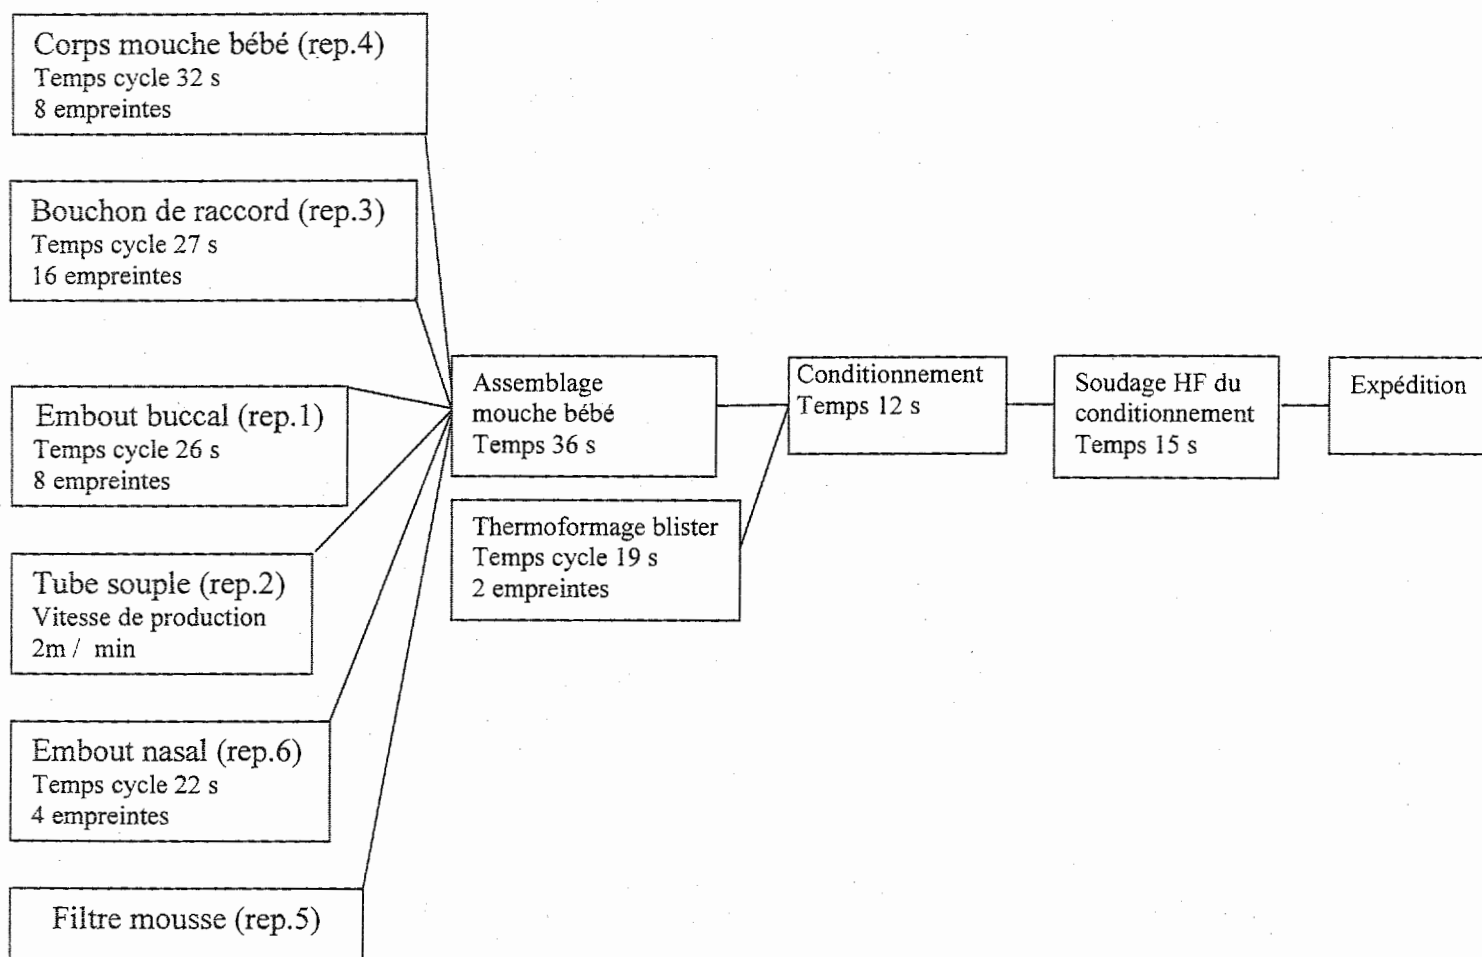 Corps mouche bébé (rep.4)
Temps cycle 32 s
8 empreintes
Bouchon de raccord (rep.3)
Temps cycle 27 s
16 empreintes
Embout buccal (rep.1)
Temps cycle 26 s
8 empreintes
Tube souple (rep.2)
Vitesse de production
2m / min
Embout nasal (rep.6)
Temps cycle 22 s
4 empreintes
Filtre mousse (rep.5)
Assemblage
mouche bébé
Temps 36 s
Thermoformage blister
Temps cycle 19 s
2 empreintes
Conditionnement
Temps 12 s
Soudage HF du
conditionnement
Temps 15 s
Expédition